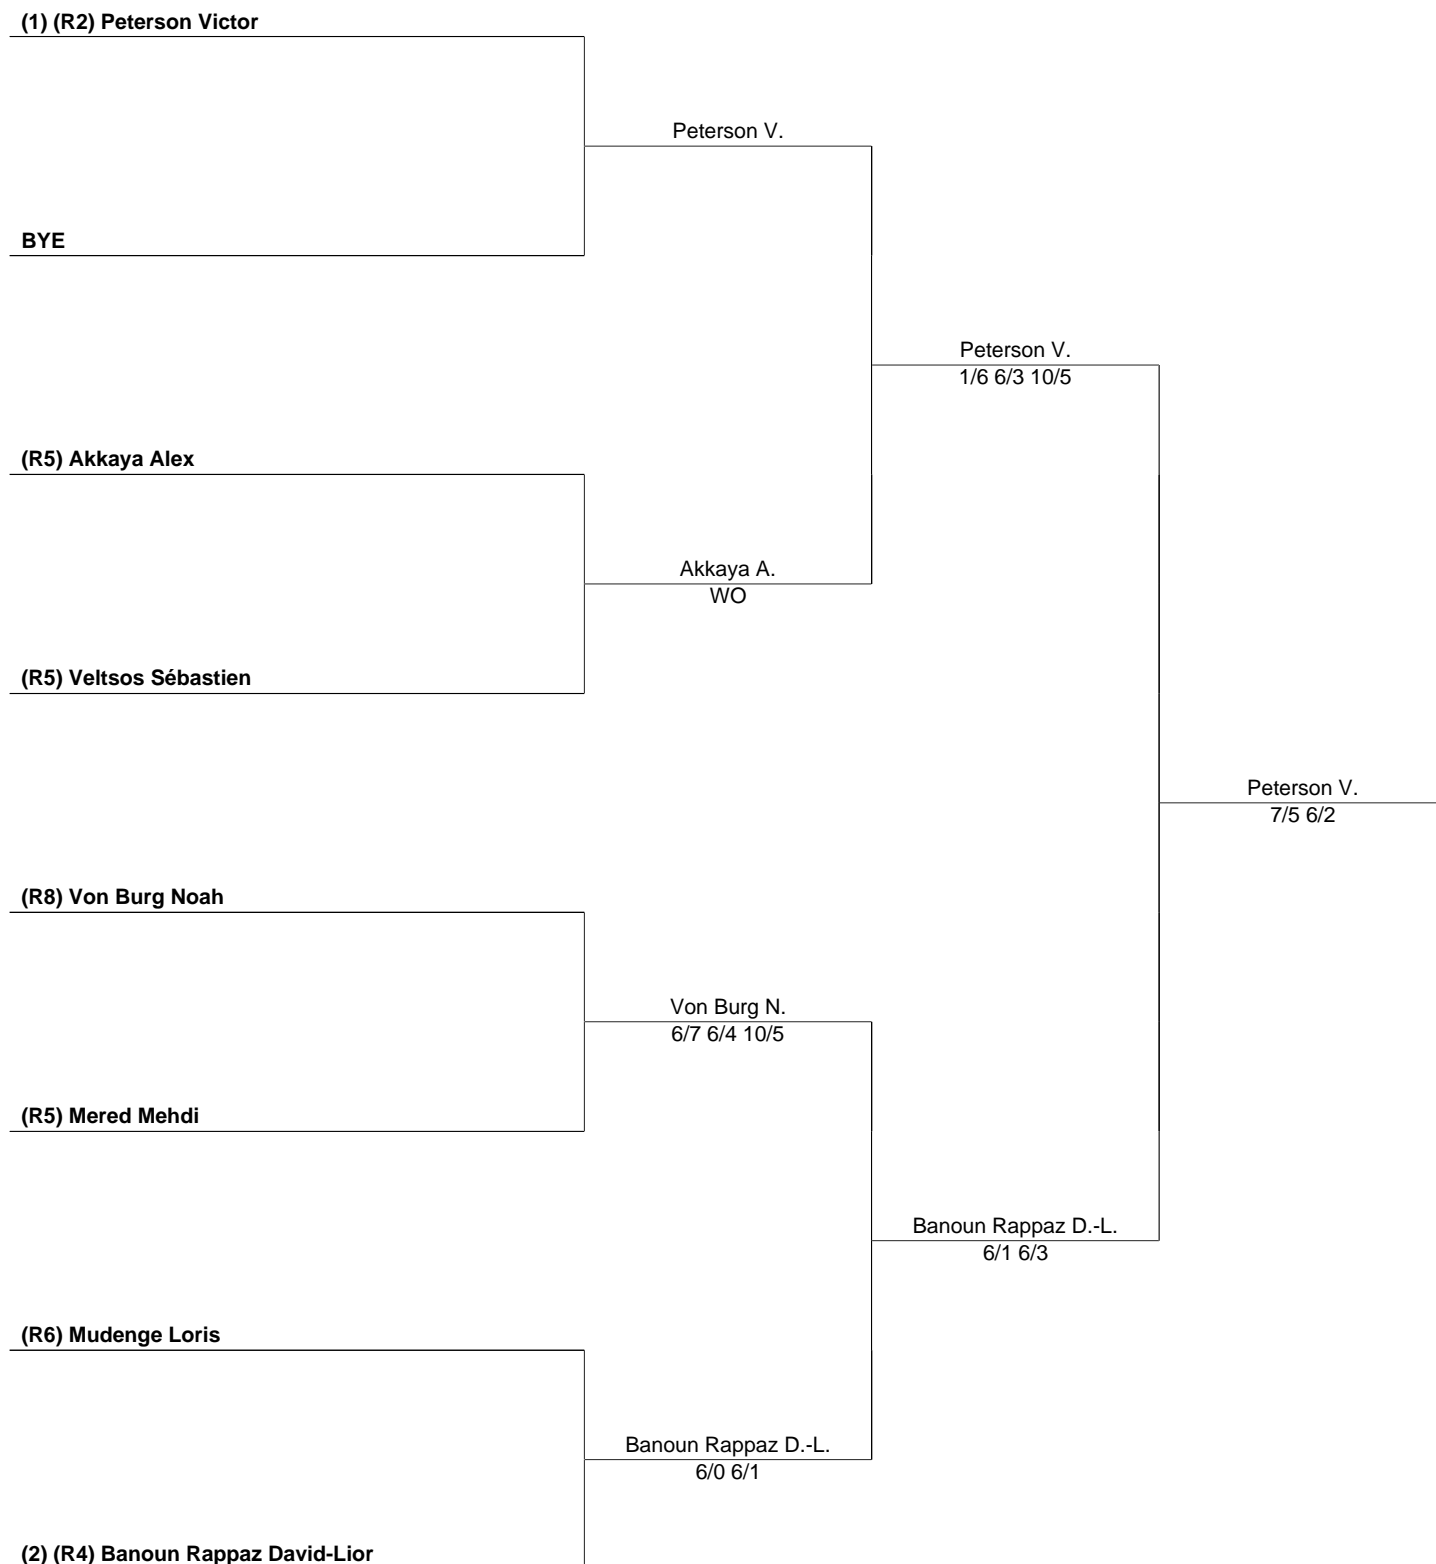 (1) (R2) Peterson Victor
Peterson V.
BYE
Peterson V.
1/6 6/3 10/5
(R5) Akkaya Alex
Akkaya A.
WO
(R5) Veltsos Sébastien
Peterson V.
7/5 6/2
(R8) Von Burg Noah
Von Burg N.
6/7 6/4 10/5
(R5) Mered Mehdi
Banoun Rappaz D.-L.
6/1 6/3
(R6) Mudenge Loris
Banoun Rappaz D.-L.
6/0 6/1
(2) (R4) Banoun Rappaz David-Lior